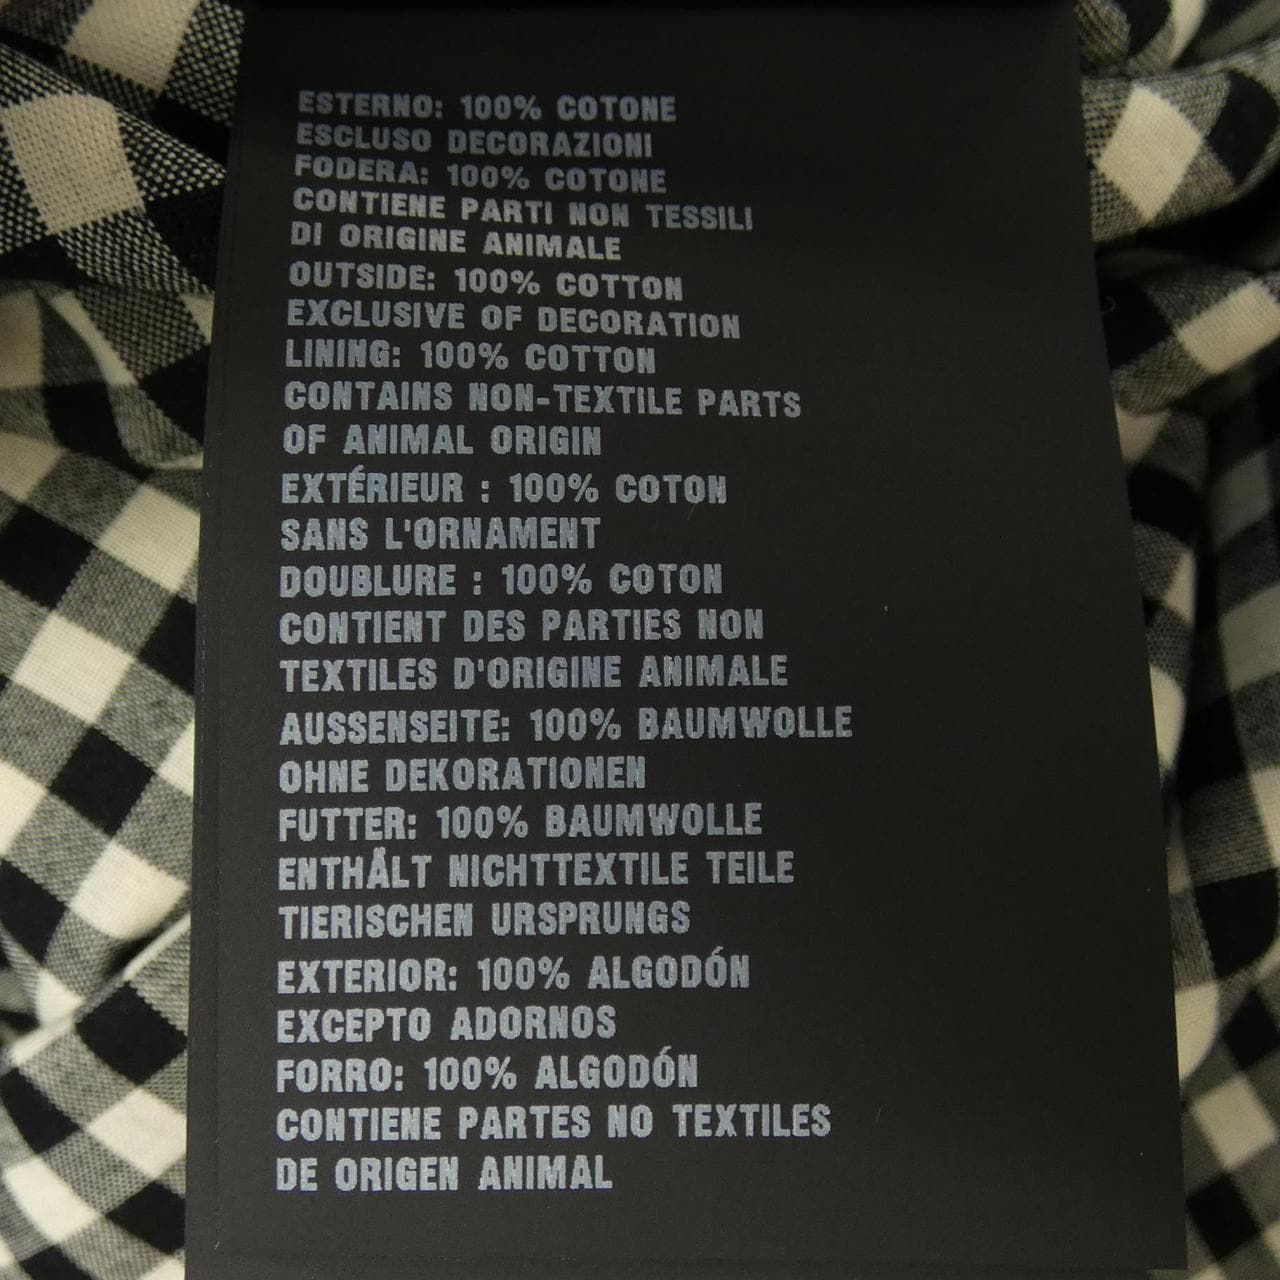 ESTERNO: 100% COTONE
ESCLUSO DECORAZIONI
FODERA: 100% COTONE
CONTIENE PARTI NON TESSILI
DI ORIGINE ANIMALE
OUTSIDE: 100% COTTON
EXCLUSIVE OF DECORATION
LINING: 100% COTTON
CONTAINS NON-TEXTILE PARTS
OF ANIMAL ORIGIN
EXTÉRIEUR : 100% COTON
SANS L'ORNAMENT
DOUBLURE : 100% COTON
CONTIENT DES PARTIES NON
TEXTILES D'ORIGINE ANIMALE
AUSSENSEITE: 100% BAUMWOLLE
OHNE DEKORATIONEN
FUTTER: 100% BAUMWOLLE
ENTHÄLT NICHTTEXTILE TEILE
TIERISCHEN URSPRUNGS
EXTERIOR: 100% ALGODÓN
EXCEPTO ADORNOS
FORRO: 100% ALGODÓN
CONTIENE PARTES NO TEXTILES
DE ORIGEN ANIMAL